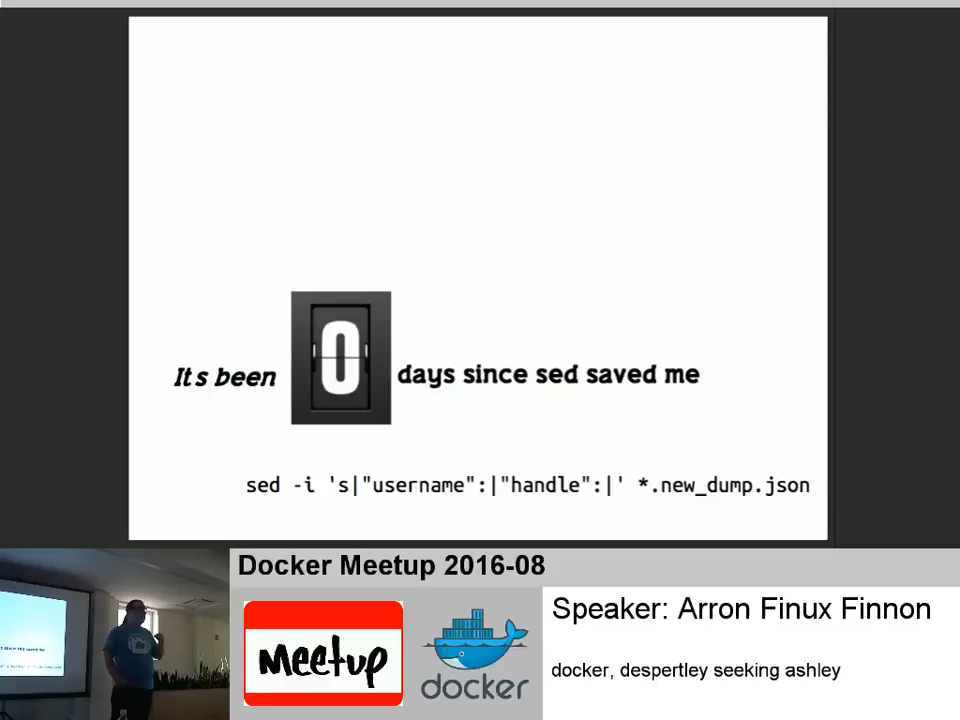 It's been 0 days since sed saved me
sed -i 's|"username":|"handle":|' *.new_dump.json
Docker Meetup 2016-08
Meetup
docker
Speaker: Arron Finux Finnon
docker, despertley seeking ashley